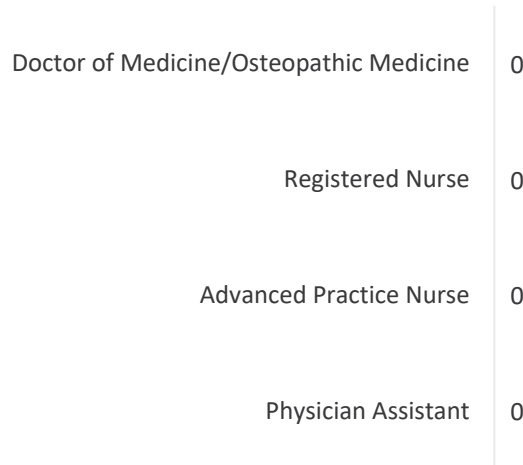 Doctor of Medicine/Osteopathic Medicine 0
Registered Nurse 0
Advanced Practice Nurse 0
Physician Assistant 0